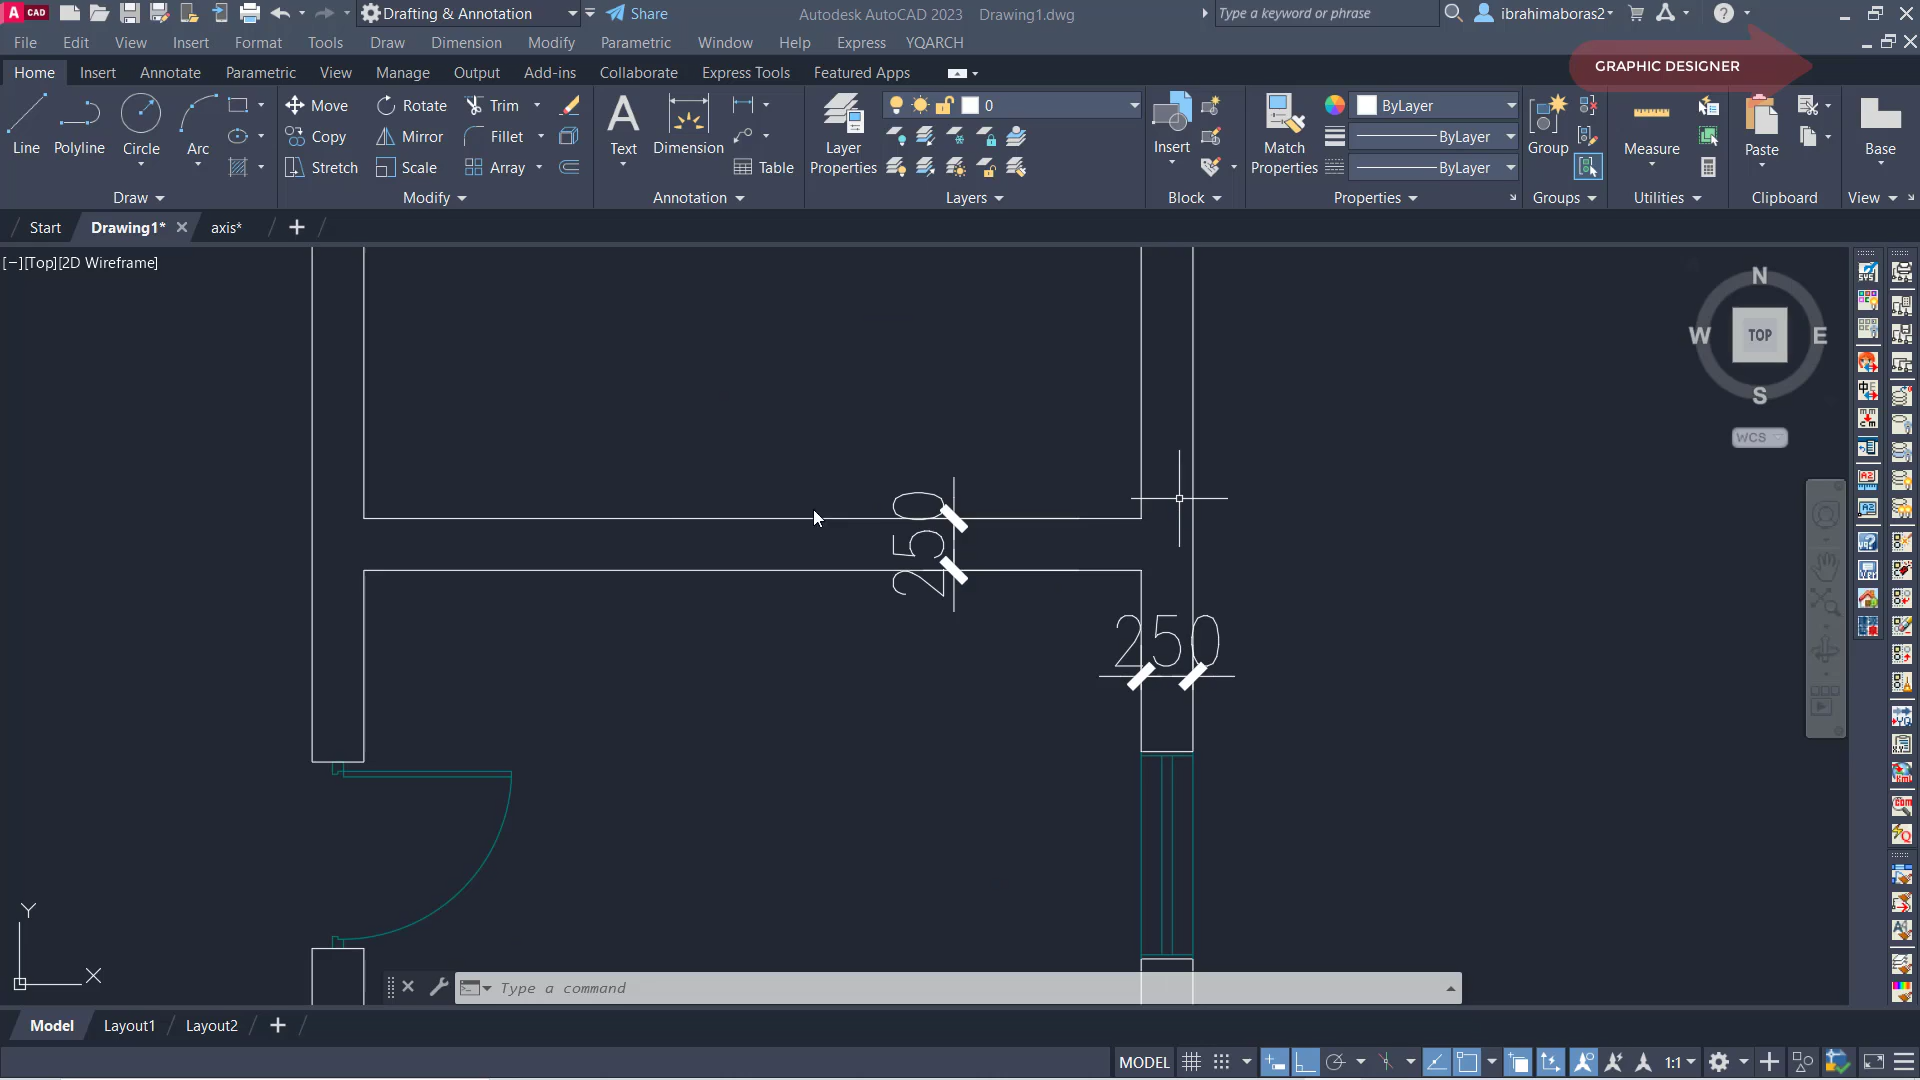 CAD Drafting & Annotation Share Autodesk AutoCAD 2023 Drawing1.dwg Type a keyword or phrase ibrahimaboras2
File Edit View Insert Format Tools Draw Dimension Modify Parametric Window Help Express YQARCH
Home Insert Annotate Parametric View Manage Output Add-ins Collaborate Express Tools Featured Apps GRAPHIC DESIGNER
Move Rotate Trim 0 ByLayer
Copy Mirror Fillet ByLayer
Line Polyline Circle Arc Text Dimension Layer Properties Insert Match Properties Group Measure Paste Base
Stretch Scale Array Table ByLayer
Draw Modify Annotation Layers Block Properties Groups Utilities Clipboard View
Start Drawing1* axis*
[−][Top][2D Wireframe]
N
W TOP E
S
WCS
250
250
Y
X
Type a command
Model Layout1 Layout2
MODEL 1:1